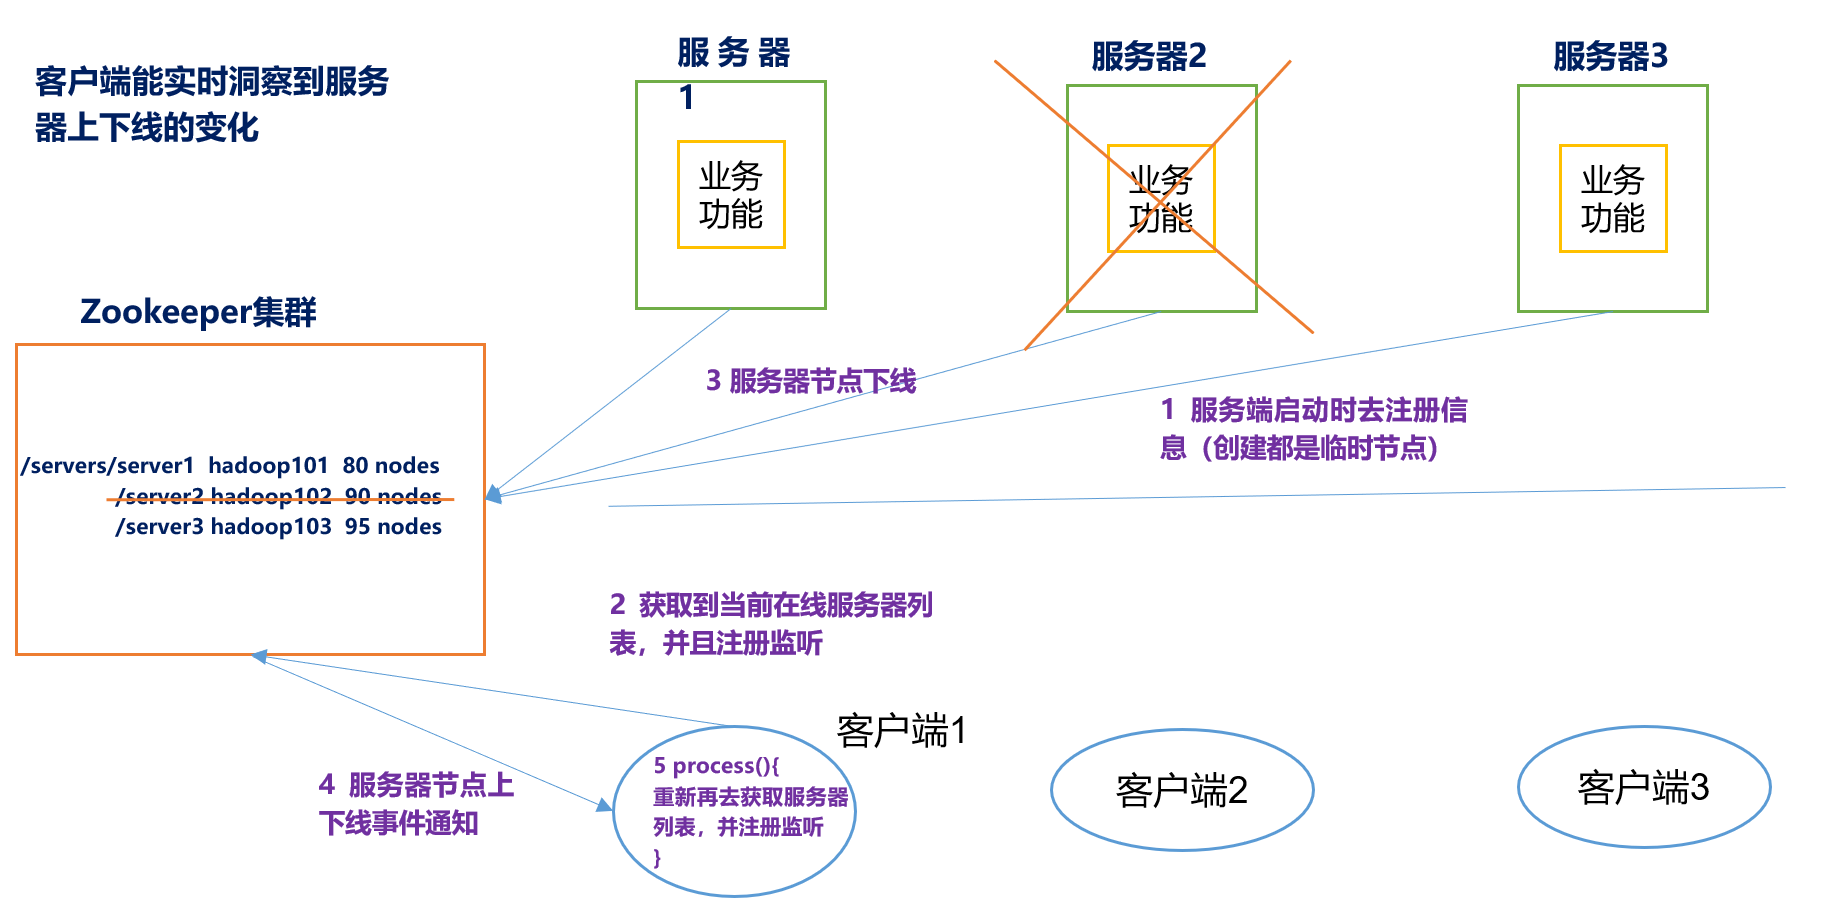 客户端能实时洞察到服务
器上下线的变化
服 务 器
1
业务
功能
服务器2
业务
功能
服务器3
业务
功能
Zookeeper集群
/servers/server1 hadoop101 80 nodes
/server2 hadoop102 90 nodes
/server3 hadoop103 95 nodes
3 服务器节点下线
1 服务端启动时去注册信
息（创建都是临时节点）
2 获取到当前在线服务器列
表，并且注册监听
4 服务器节点上
下线事件通知
客户端1
5 process(){
重新再去获取服务器
列表，并注册监听
}
客户端2
客户端3